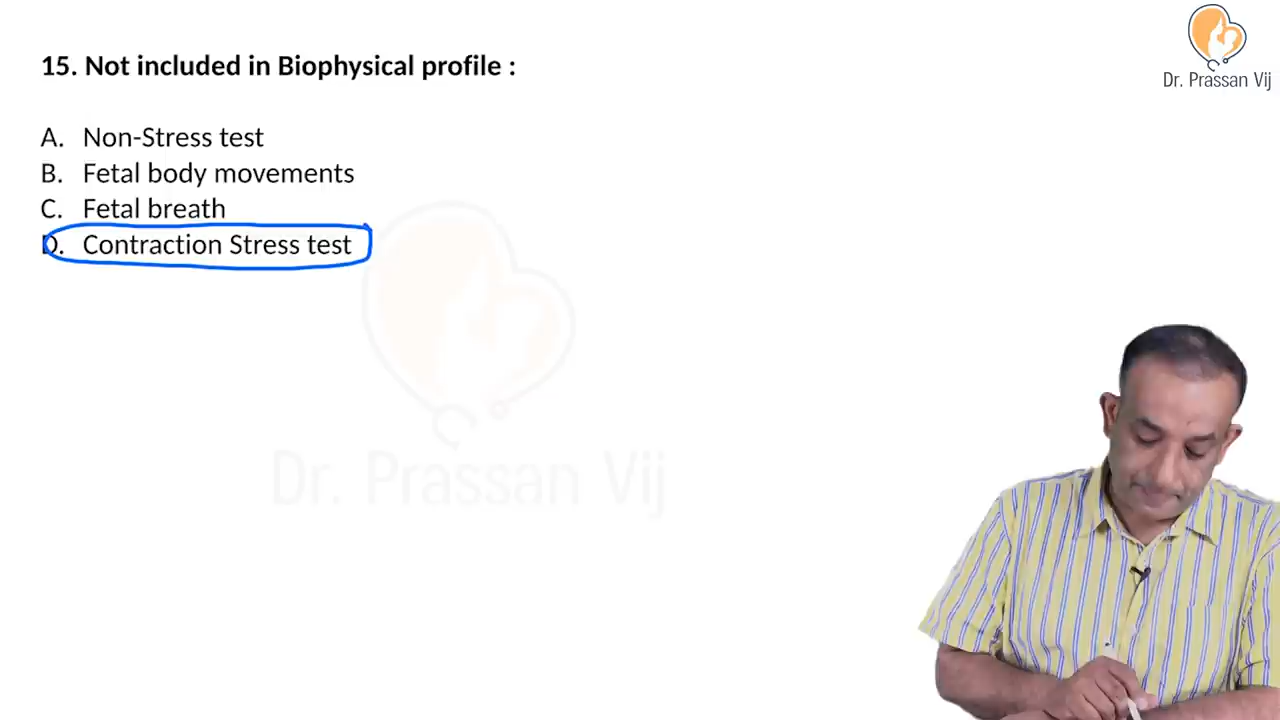 15. Not included in Biophysical profile :
Dr. Prassan Vij
A. Non-Stress test
B. Fetal body movements
C. Fetal breath
D. Contraction Stress test
Dr. Prassan Vij